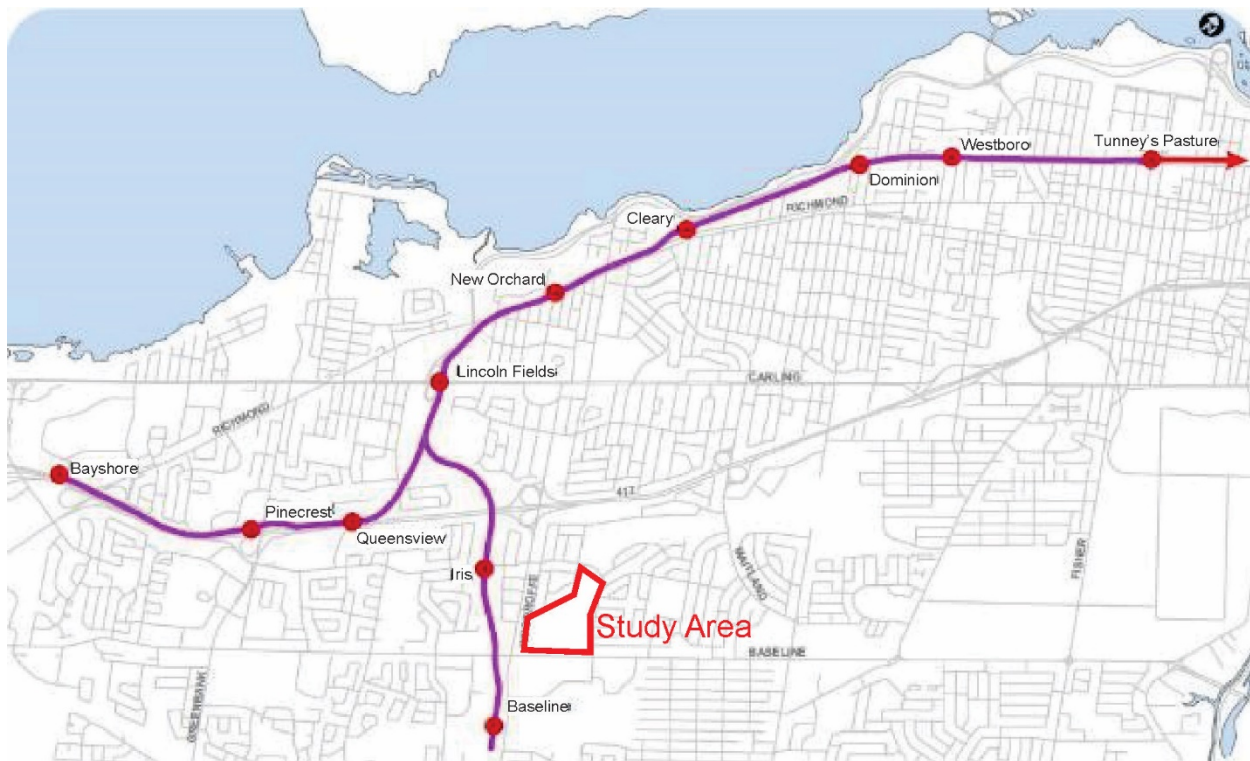 Tunney's Pasture
Westboro
Dominion
RICHMOND
Cleary
New Orchard
Lincoln Fields
CARLING
RICHMOND
Bayshore
417
Pinecrest
Queensview
Iris
MAITLAND
FISHER
Study Area
BASELINE
GREENBANK
Baseline